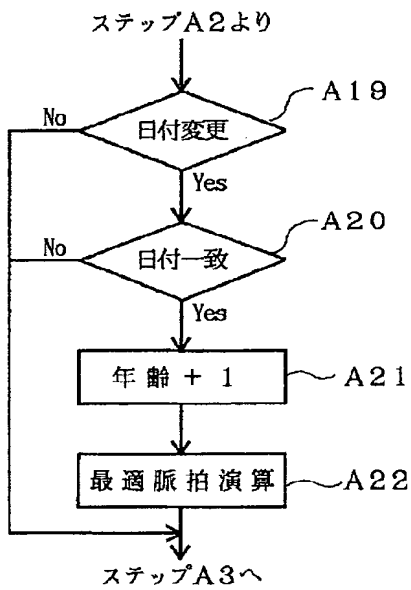 ステップA2より
A19
日付変更
No
Yes
A20
日付一致
No
Yes
年齢+1
A21
最適脈拍演算
A22
ステップA3へ